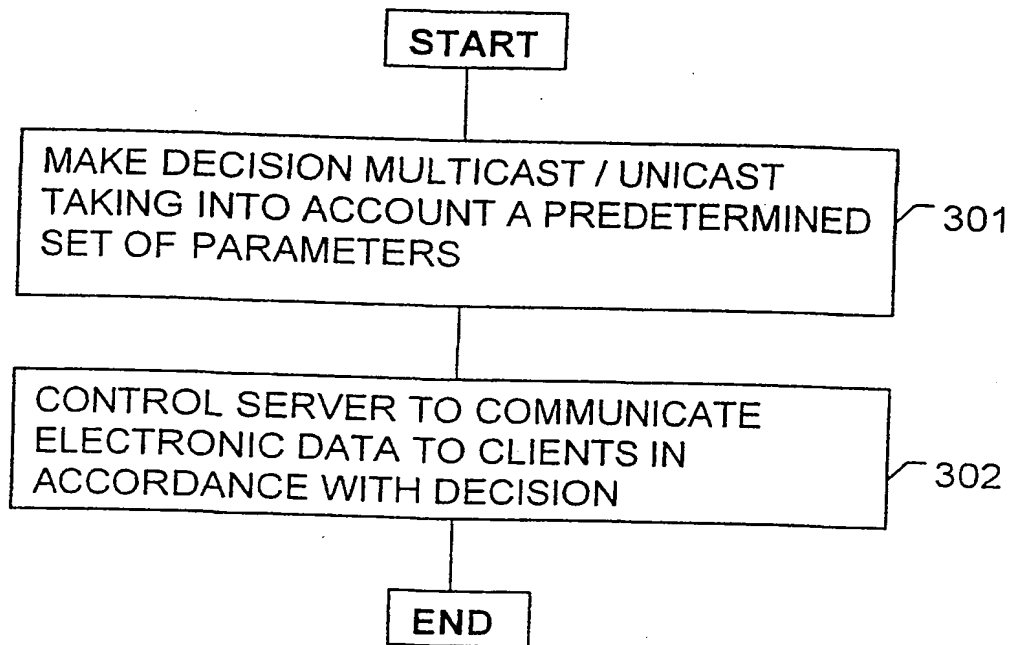 START
MAKE DECISION MULTICAST / UNICAST
TAKING INTO ACCOUNT A PREDETERMINED
SET OF PARAMETERS
301
CONTROL SERVER TO COMMUNICATE
ELECTRONIC DATA TO CLIENTS IN
ACCORDANCE WITH DECISION
302
END